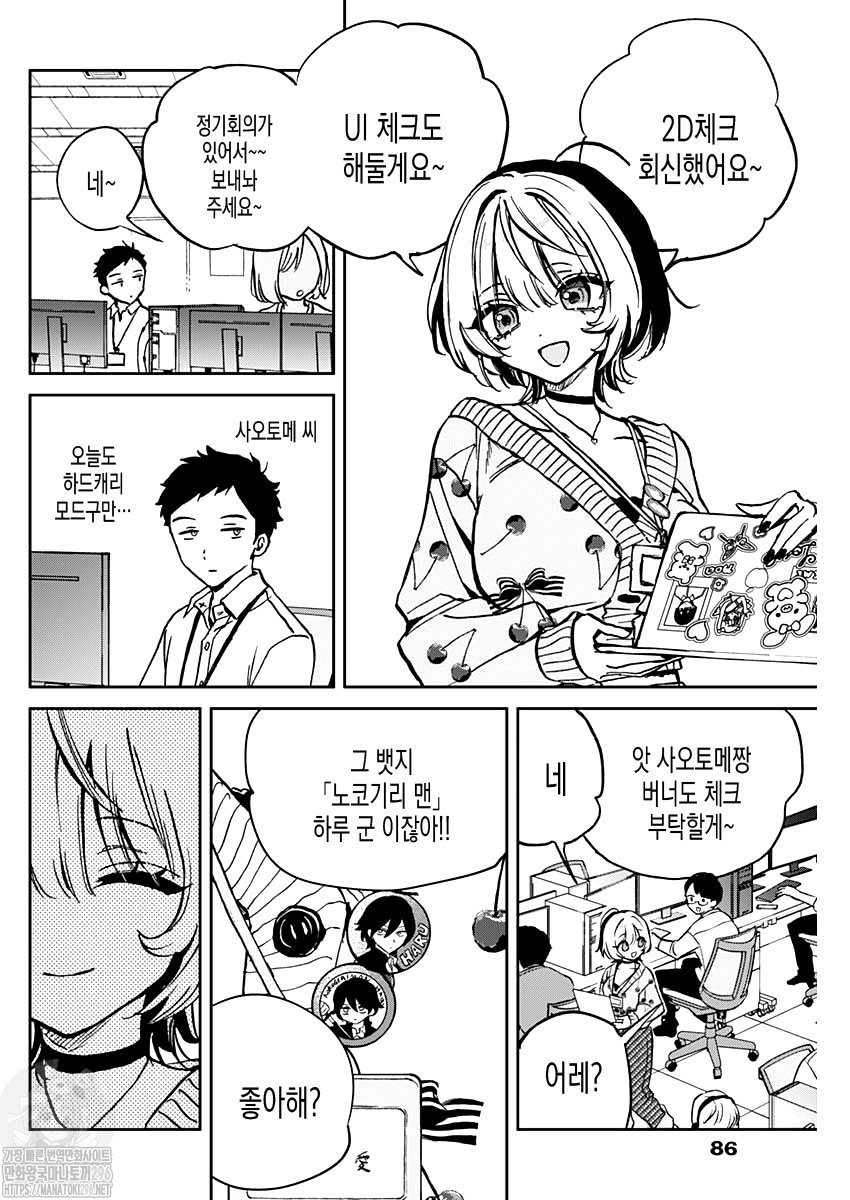 2D체크
회신했어요~
UI 체크도
해둘게요~
정기회의가
있어서~~
보내놔
주세요~
네~
사오토메 씨
오늘도
하드캐리
모드구만…
앗 사오토메짱
버너도 체크
부탁할게~
네
어레?
그 뱃지
「노코기리 맨」
하루 군 이잖아!!
HARU
좋아해?
愛
86
가장 빠른 번역만화사이트
만화왕국마나토끼296
HTTPS://MANATOKI296.NET